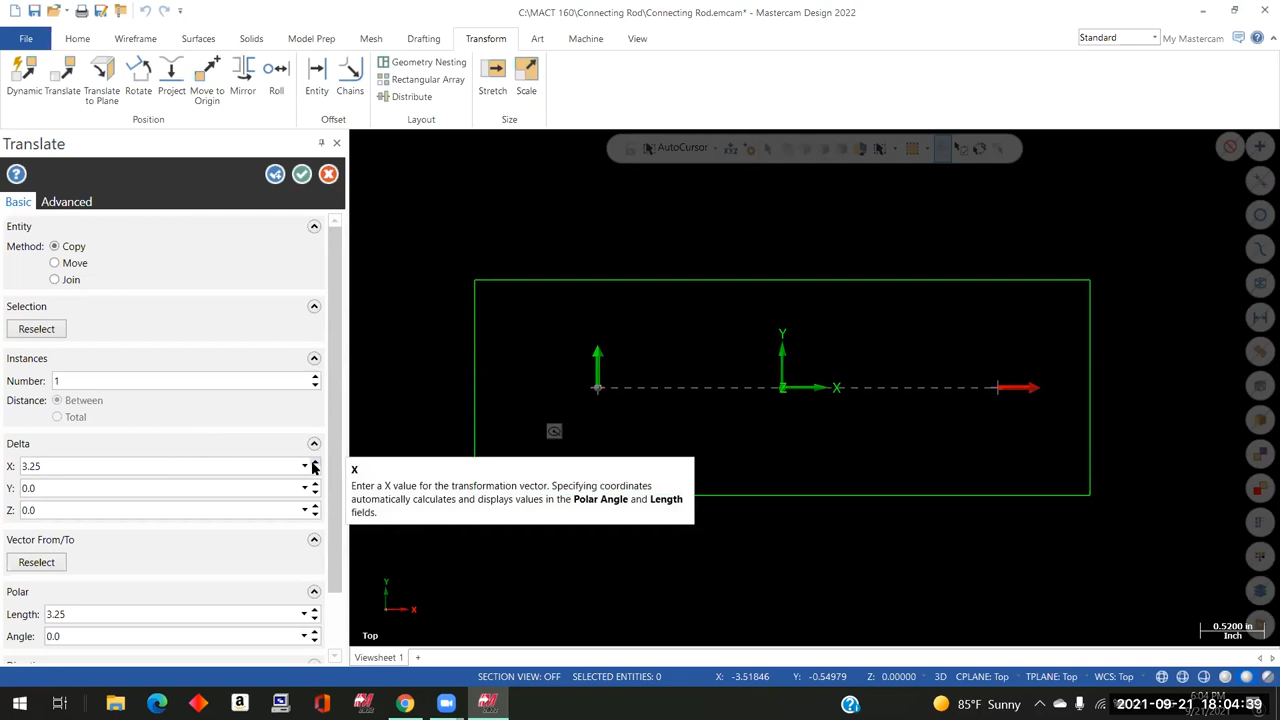 C:\MACT 160\Connecting Rod\Connecting Rod.emcam* - Mastercam Design 2022
File Home Wireframe Surfaces Solids Model Prep Mesh Drafting Transform Art Machine View
Standard My Mastercam
Dynamic Translate Translate to Plane Rotate Project Move to Origin Mirror Roll
Entity Chains
Geometry Nesting
Rectangular Array
Distribute
Stretch Scale
Position Offset Layout Size
Translate
AutoCursor
Basic Advanced
Entity
Method: Copy
Move
Join
Selection
Reselect
Instances
Number: 1
Distance: Between
Total
Delta
X: 3.25
Y: 0.0
Z: 0.0
Vector From/To
Reselect
Polar
Length: 3.25
Angle: 0.0
X
Enter a X value for the transformation vector. Specifying coordinates
automatically calculates and displays values in the Polar Angle and Length
fields.
Y
Z X
Y
X
Top
0.5200 in
Inch
Viewsheet 1 +
SECTION VIEW: OFF SELECTED ENTITIES: 0 X: -3.51846 Y: -0.54979 Z: 0.00000 3D CPLANE: Top TPLANE: Top WCS: Top
85°F Sunny
2021-09-21 18:04:39